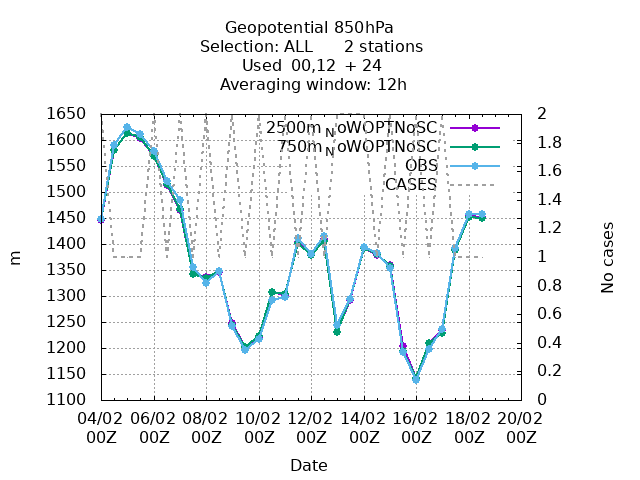 Geopotential 850hPa
Selection: ALL 2 stations
Used 00,12 + 24
Averaging window: 12h
2500m_NoWOPTNoSC
750m_NoWOPTNoSC
OBS
CASES
m
1650
1600
1550
1500
1450
1400
1350
1300
1250
1200
1150
1100
2
1.8
1.6
1.4
1.2
1
0.8
0.6
0.4
0.2
0
No cases
04/02 06/02 08/02 10/02 12/02 14/02 16/02 18/02 20/02
00Z 00Z 00Z 00Z 00Z 00Z 00Z 00Z 00Z
Date